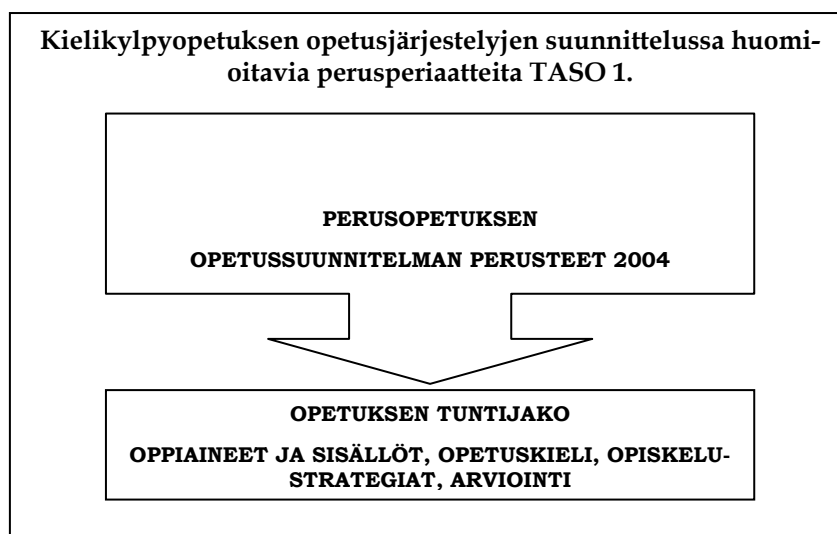 Kielikylpyopetuksen opetusjärjestelyjen suunnittelussa huomi-
oitavia perusperiaatteita TASO 1.
PERUSOPETUKSEN
OPETUSSUUNNITELMAN PERUSTEET 2004
OPETUKSEN TUNTIJAKO
OPPIAINEET JA SISÄLLÖT, OPETUSKIELI, OPISKELU-
STRATEGIAT, ARVIOINTI